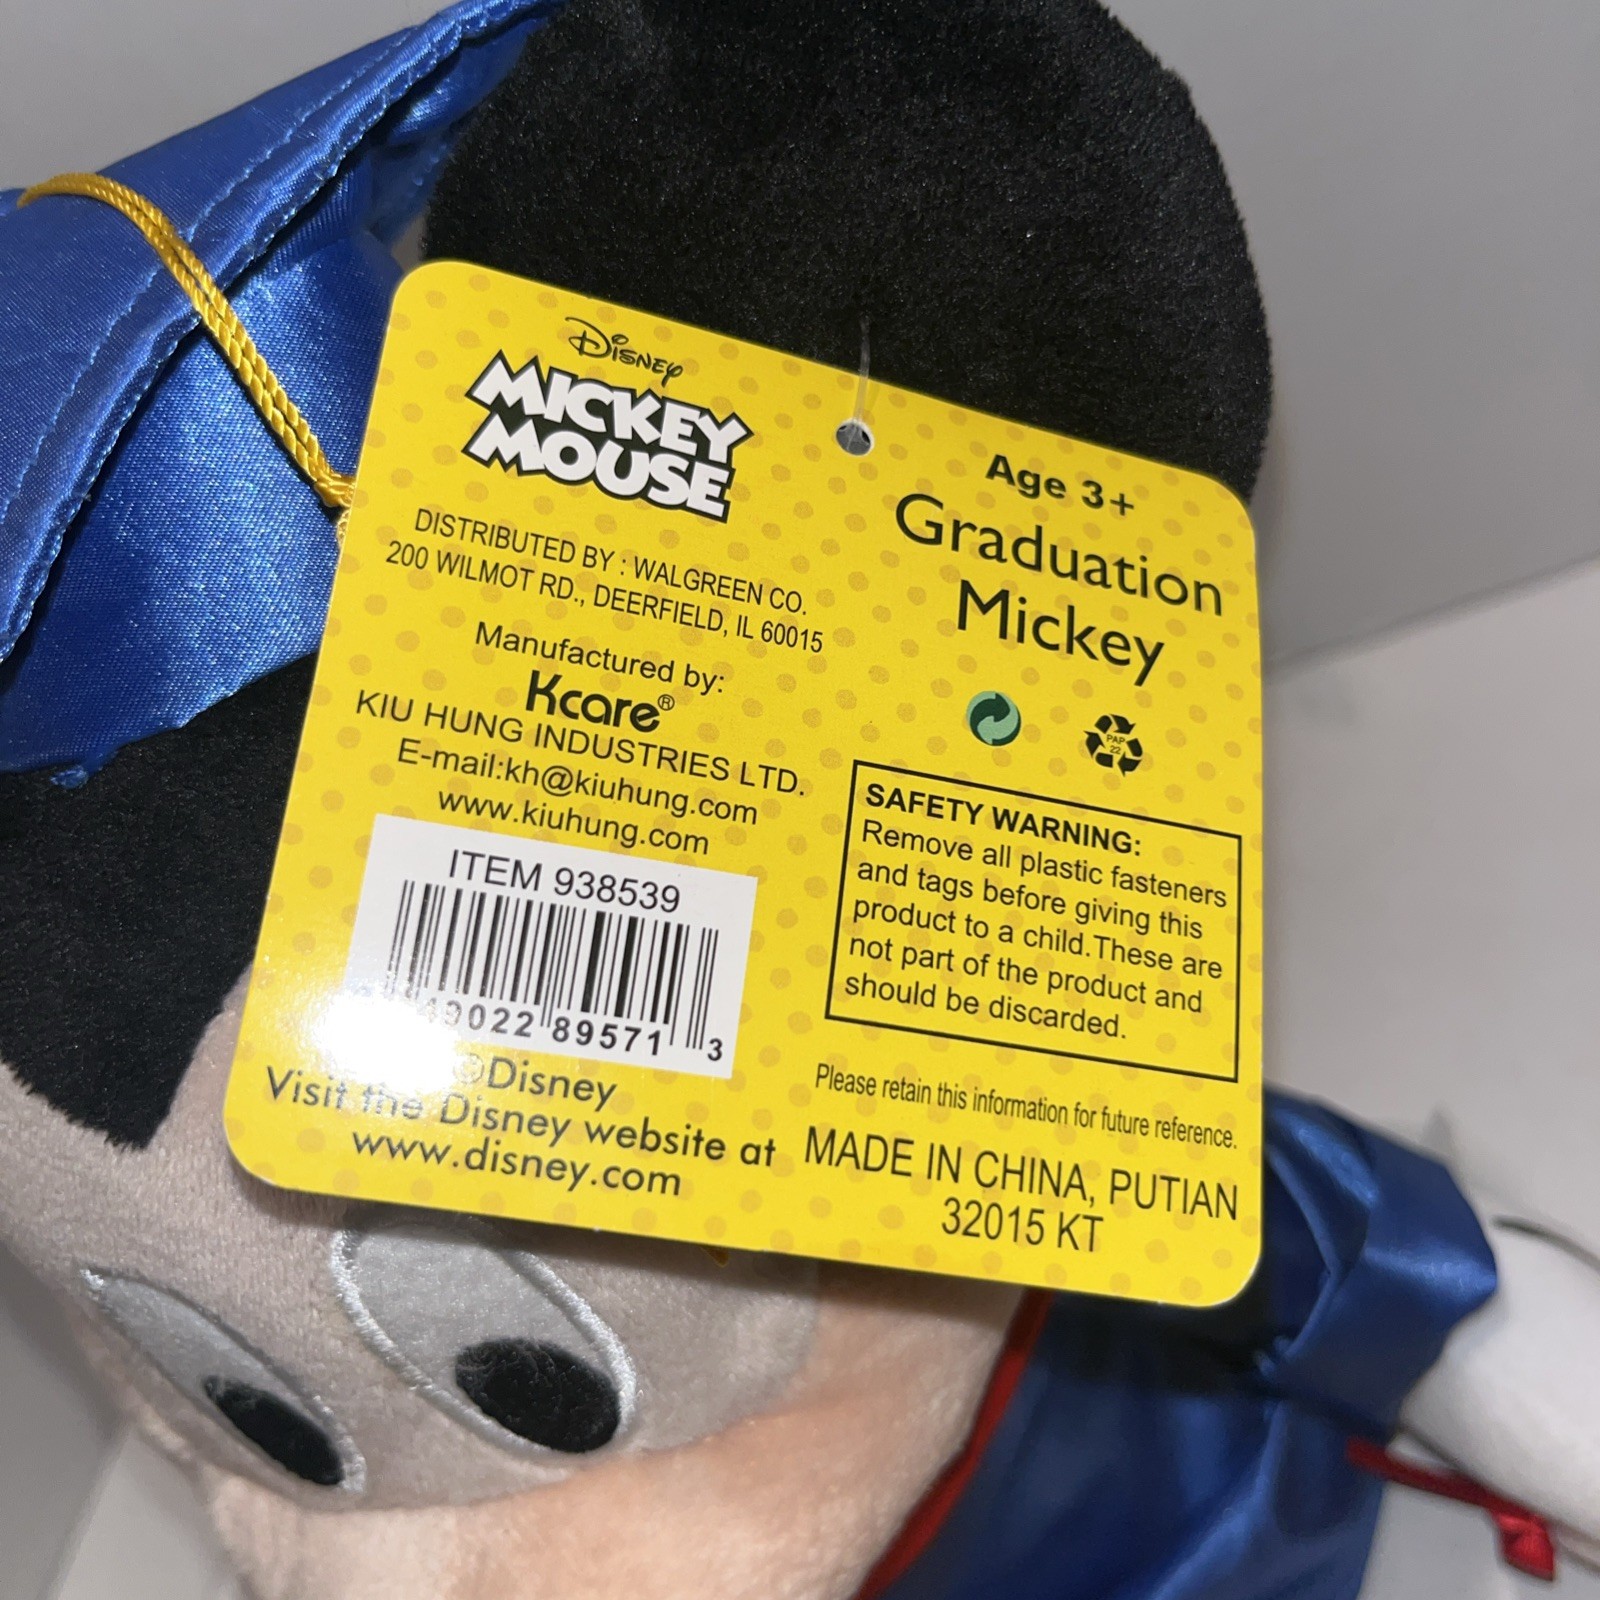 Disney
MICKEY
MOUSE
DISTRIBUTED BY : WALGREEN CO.
200 WILMOT RD., DEERFIELD, IL 60015
Manufactured by:
Kcare®
KIU HUNG INDUSTRIES LTD.
E-mail:kh@kiuhung.com
www.kiuhung.com
ITEM 938539
49022 89571 3
©Disney
Visit the Disney website at
www.disney.com
Age 3+
Graduation
Mickey
PAP
22
SAFETY WARNING:
Remove all plastic fasteners
and tags before giving this
product to a child.These are
not part of the product and
should be discarded.
Please retain this information for future reference.
MADE IN CHINA, PUTIAN
32015 KT